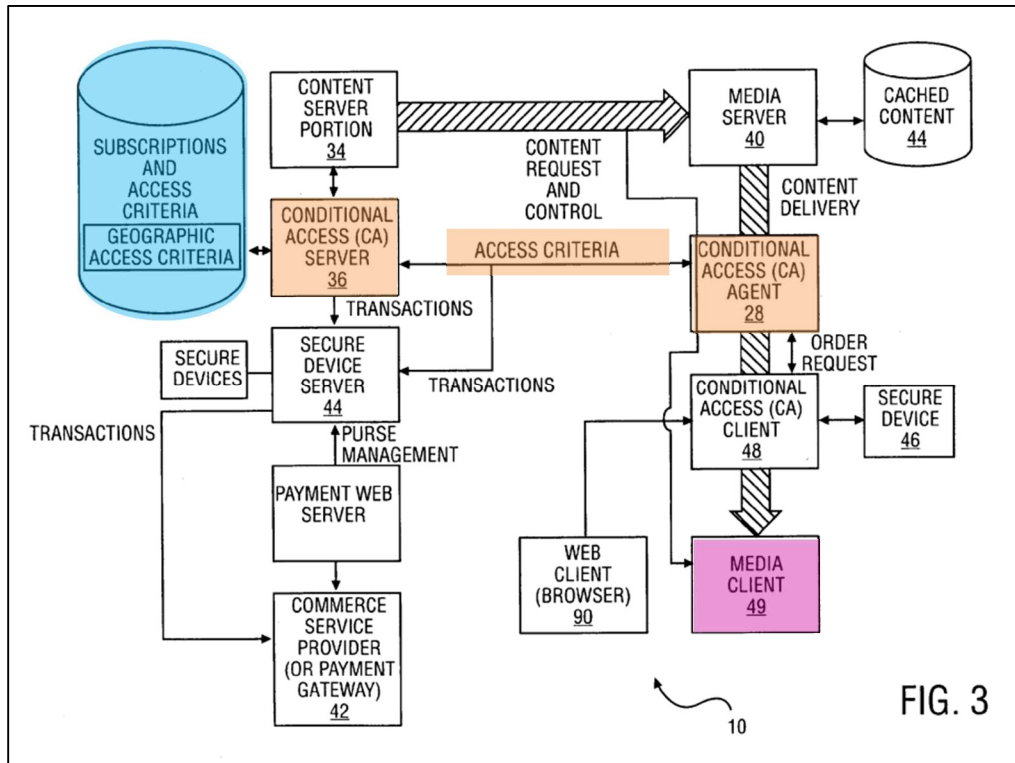 SUBSCRIPTIONS
AND
ACCESS
CRITERIA
GEOGRAPHIC
ACCESS CRITERIA
CONTENT
SERVER
PORTION
34
CONTENT
REQUEST
AND
CONTROL
MEDIA
SERVER
40
CACHED
CONTENT
44
CONTENT
DELIVERY
CONDITIONAL
ACCESS (CA)
SERVER
36
ACCESS CRITERIA
CONDITIONAL
ACCESS (CA)
AGENT
28
TRANSACTIONS
ORDER
REQUEST
SECURE
DEVICES
SECURE
DEVICE
SERVER
44
TRANSACTIONS
CONDITIONAL
ACCESS (CA)
CLIENT
48
SECURE
DEVICE
46
TRANSACTIONS
PURSE
MANAGEMENT
PAYMENT WEB
SERVER
WEB
CLIENT
(BROWSER)
90
MEDIA
CLIENT
49
COMMERCE
SERVICE
PROVIDER
(OR PAYMENT
GATEWAY)
42
10
FIG. 3